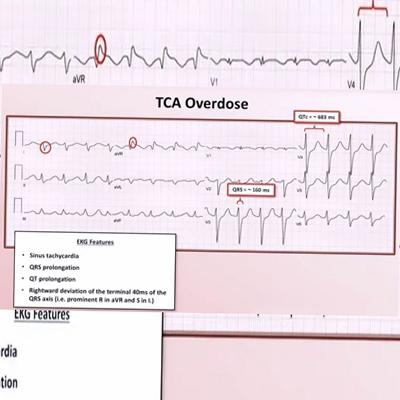 aVR
V1
V4
TCA Overdose
QTc = ~ 683 ms
I
aVR
V1
V4
II
aVL
V2
QRS = ~ 160 ms
V5
III
aVF
V3
V6
EKG Features
• Sinus tachycardia
• QRS prolongation
• QT prolongation
• Rightward deviation of the terminal 40ms of the
QRS axis (i.e. prominent R in aVR and S in I.)
EKG Features
rdia
tion